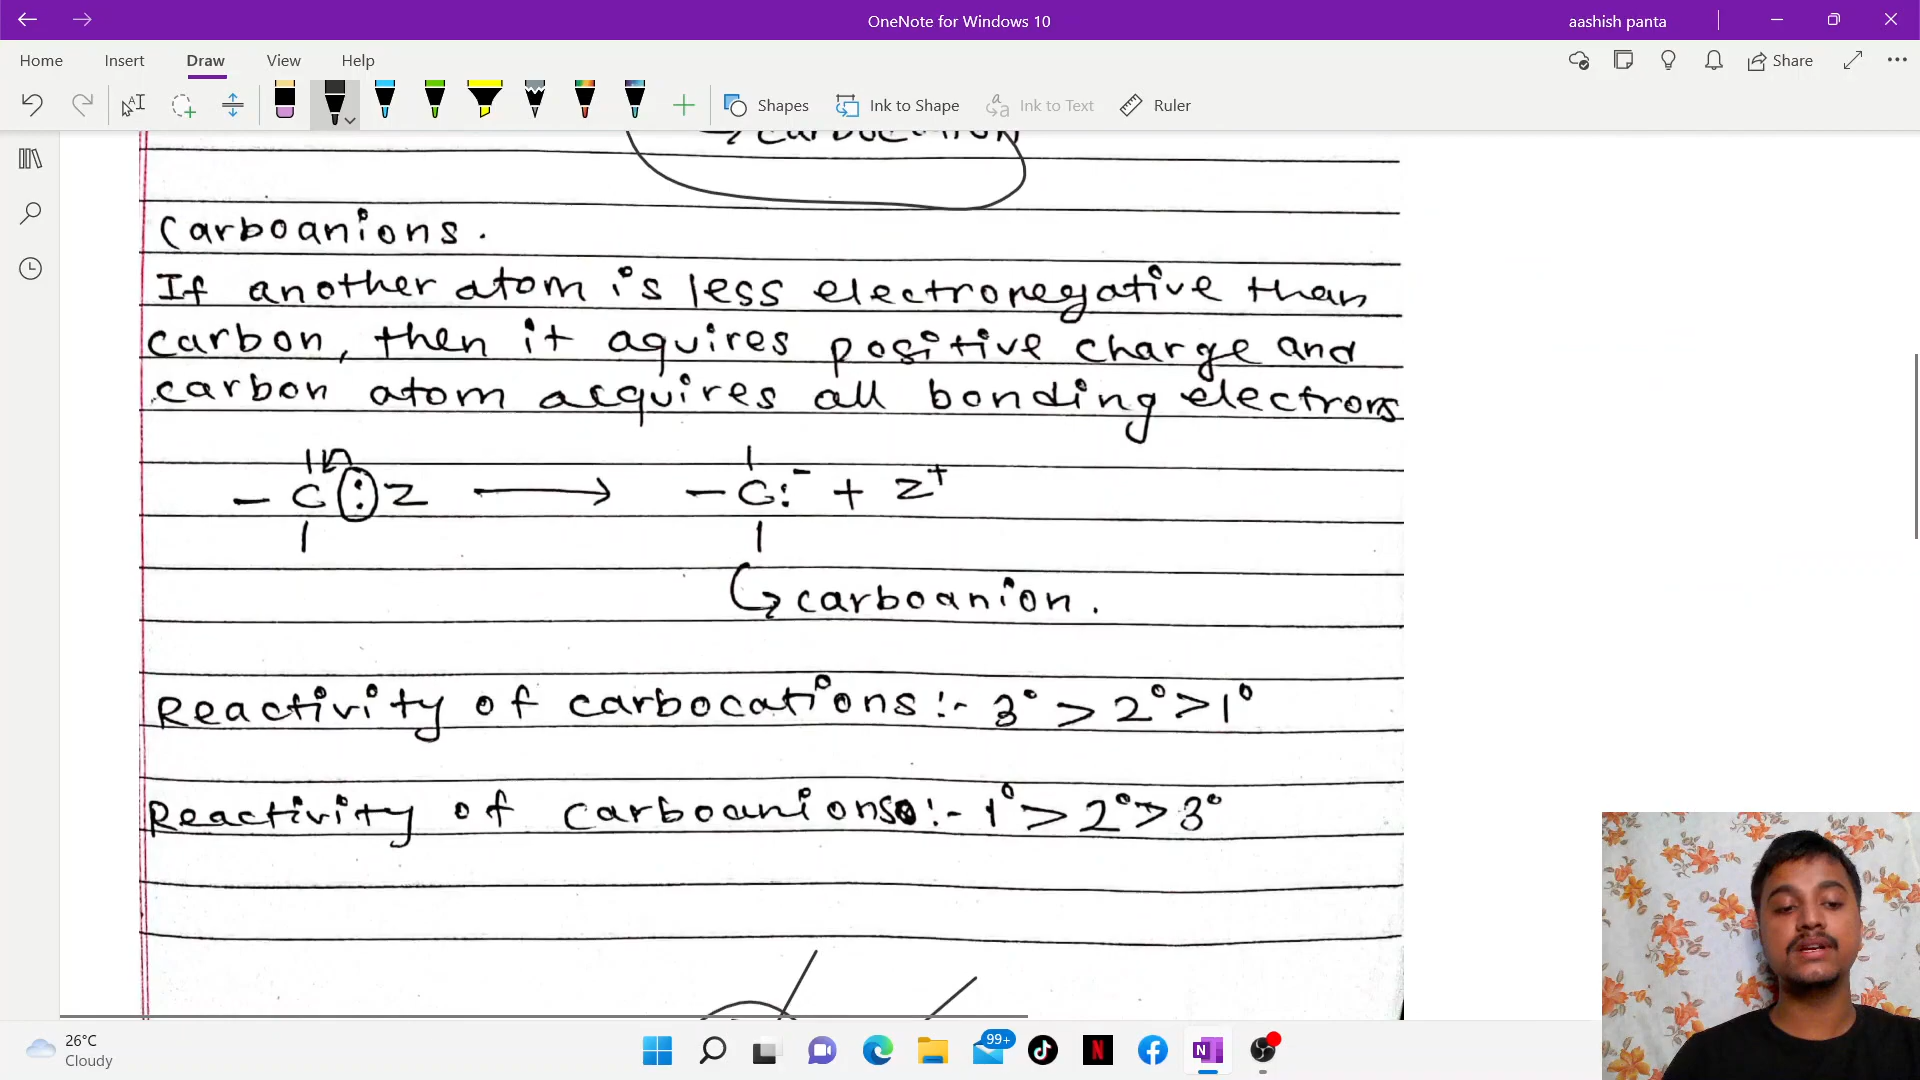 OneNote for Windows 10
aashish panta
Home Insert Draw View Help
Share
Shapes Ink to Shape Ink to Text Ruler
↳ carbocation
Carboanions.
If another atom is less electronegative than
carbon, then it aquires positive charge and
carbon atom acquires all bonding electrons
- C : Z → - C:⁻ + Z⁺
↳ carboanion.
Reactivity of carbocations :- 3° > 2° > 1°
Reactivity of carboanions :- 1° > 2° > 3°
26°C
Cloudy
99+